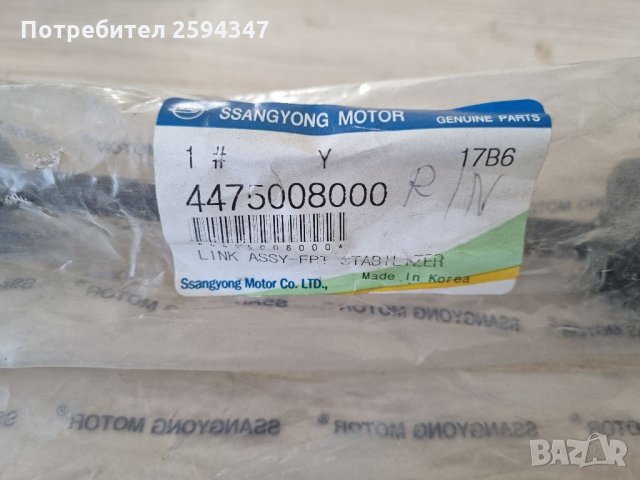 Потребител 2594347
SSANGYONG MOTOR GENUINE PARTS
1 # Y 17B6
4475008000 R/N
LINK ASSY-FRT STABILIZER
Ssangyong Motor Co. LTD., Made In Korea
SSANGYONG MOTOR®
SSANGYONG MOTOR®
SSANGYONG MOTOR®
BAZAR